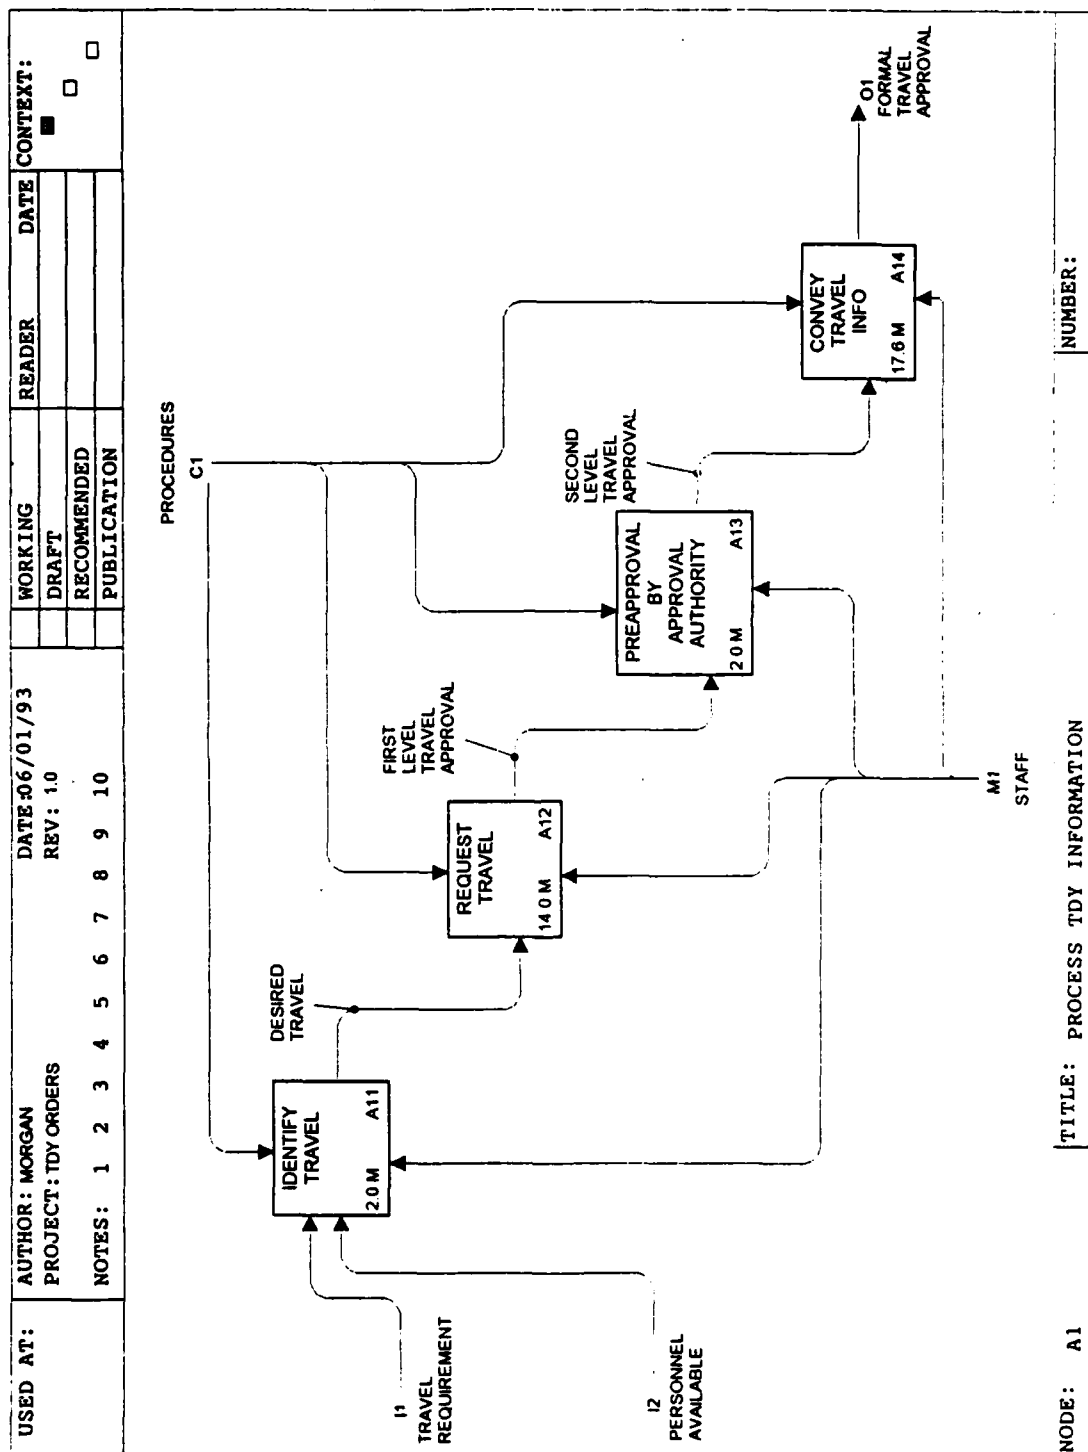 USED AT:
AUTHOR: MORGAN
PROJECT: TDY ORDERS
NOTES: 1 2 3 4 5 6 7 8 9 10
DATE:06/01/93
REV: 1.0
WORKING
DRAFT
RECOMMENDED
PUBLICATION
READER
DATE
CONTEXT:
PROCEDURES
C1
I1
TRAVEL
REQUIREMENT
I2
PERSONNEL
AVAILABLE
IDENTIFY
TRAVEL
2.0 M A11
DESIRED
TRAVEL
REQUEST
TRAVEL
14 0 M A12
FIRST
LEVEL
TRAVEL
APPROVAL
PREAPPROVAL
BY
APPROVAL
AUTHORITY
2 0 M A13
SECOND
LEVEL
TRAVEL
APPROVAL
CONVEY
TRAVEL
INFO
17.6 M A14
O1
FORMAL
TRAVEL
APPROVAL
M1
STAFF
NODE: A1
TITLE: PROCESS TDY INFORMATION
NUMBER: